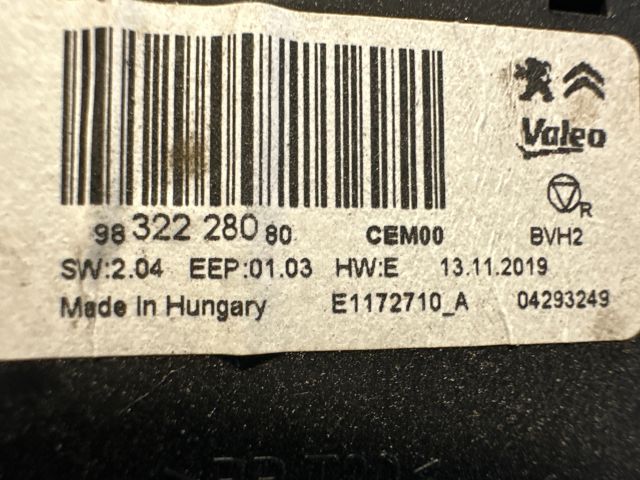 Valeo
R
98 322 280 80 CEM00 BVH2
SW:2.04 EEP:01.03 HW:E 13.11.2019
Made In Hungary E1172710_A 04293249